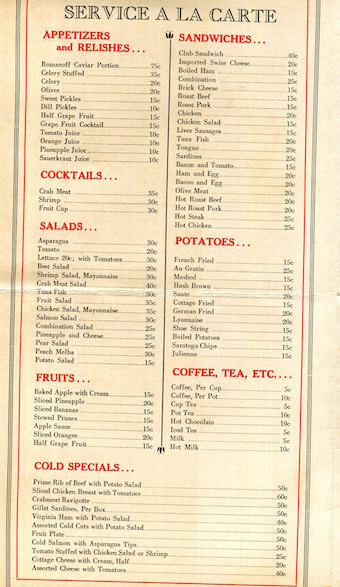 SERVICE A LA CARTE
APPETIZERS
and RELISHES...
Romanoff Caviar Portion 75c
Celery Stuffed 35c
Celery 20c
Olives 20c
Sweet Pickles 15c
Dill Pickles 10c
Half Grape Fruit 15c
Grape Fruit Cocktail 15c
Tomato Juice 10c
Orange Juice 10c
Pineapple Juice 10c
Sauerkraut Juice 10c
COCKTAILS...
Crab Meat 35c
Shrimp 30c
Fruit Cup 30c
SALADS...
Asparagus 30c
Tomato 20c
Lettuce 20c; with Tomatoes 30c
Beet Salad 20c
Shrimp Salad, Mayonnaise 30c
Crab Meat Salad 40c
Tuna Fish 30c
Fruit Salad 35c
Chicken Salad, Mayonnaise 35c
Salmon Salad 30c
Combination Salad 25c
Pineapple and Cheese 25c
Pear Salad 25c
Peach Melba 30c
Potato Salad 15c
FRUITS...
Baked Apple with Cream 15c
Sliced Pineapple 20c
Sliced Bananas 15c
Stewed Prunes 15c
Apple Sauce 15c
Sliced Oranges 20c
Half Grape Fruit 15c
SANDWICHES...
Club Sandwich 40c
Imported Swiss Cheese 20c
Boiled Ham 15c
Combination 25c
Brick Cheese 15c
Roast Beef 15c
Roast Pork 15c
Chicken 20c
Chicken Salad 15c
Liver Sausages 15c
Tuna Fish 20c
Tongue 20c
Sardines 25c
Bacon and Tomato 15c
Ham and Egg 20c
Bacon and Egg 20c
Olive Meat 20c
Hot Roast Beef 20c
Hot Roast Pork 20c
Hot Steak 25c
Hot Chicken 25c
POTATOES...
French Fried 15c
Au Gratin 25c
Mashed 15c
Hash Brown 15c
Saute 20c
Cottage Fried 15c
German Fried 20c
Lyonnaise 20c
Shoe String 15c
Boiled Potatoes 15c
Saratoga Chips 15c
Julienne 15c
COFFEE, TEA, ETC....
Coffee, Per Cup 5c
Coffee, Per Pot 10c
Cup Tea 5c
Pot Tea 10c
Hot Chocolate 10c
Iced Tea 5c
Milk 5c
Hot Milk 10c
COLD SPECIALS...
Prime Rib of Beef with Potato Salad 50c
Sliced Chicken Breast with Tomatoes 60c
Crabmeat Ravigotte 50c
Gillet Sardines, Per Box 50c
Virginia Ham with Potato Salad 50c
Assorted Cold Cuts with Potato Salad 50c
Fruit Plate 50c
Cold Salmon with Asparagus Tips 50c
Tomato Stuffed with Chicken Salad or Shrimp 25c
Cottage Cheese with Cream, Half 20c
Assorted Cheese with Tomatoes 40c